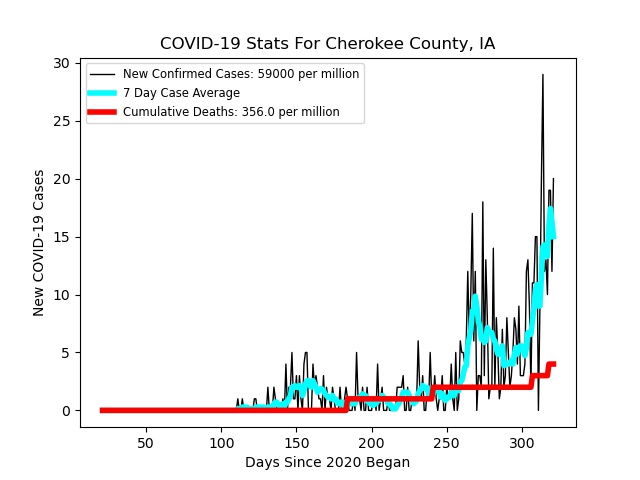 COVID-19 Stats For Cherokee County, IA
New Confirmed Cases: 59000 per million
7 Day Case Average
Cumulative Deaths: 356.0 per million
New COVID-19 Cases
30
25
20
15
10
5
0
50 100 150 200 250 300
Days Since 2020 Began